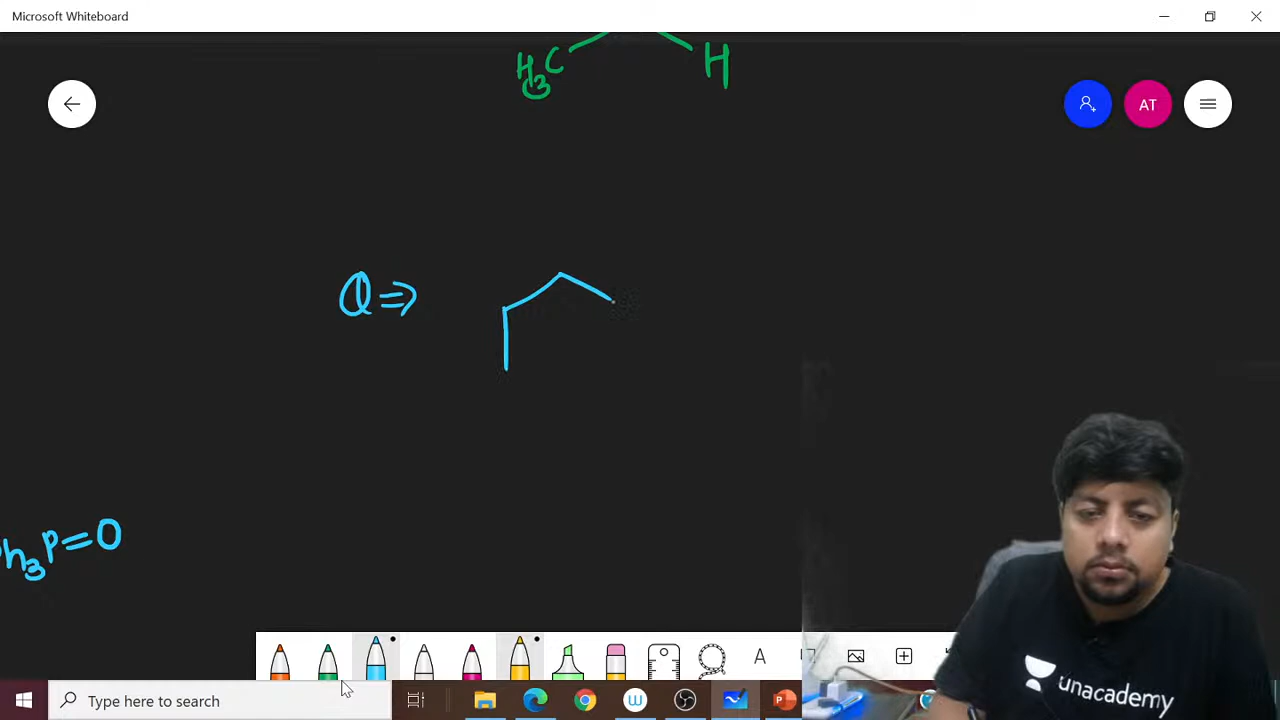 Microsoft Whiteboard
H3C H
AT
Q ⇒
h3P=O
A
unacademy
Type here to search
W